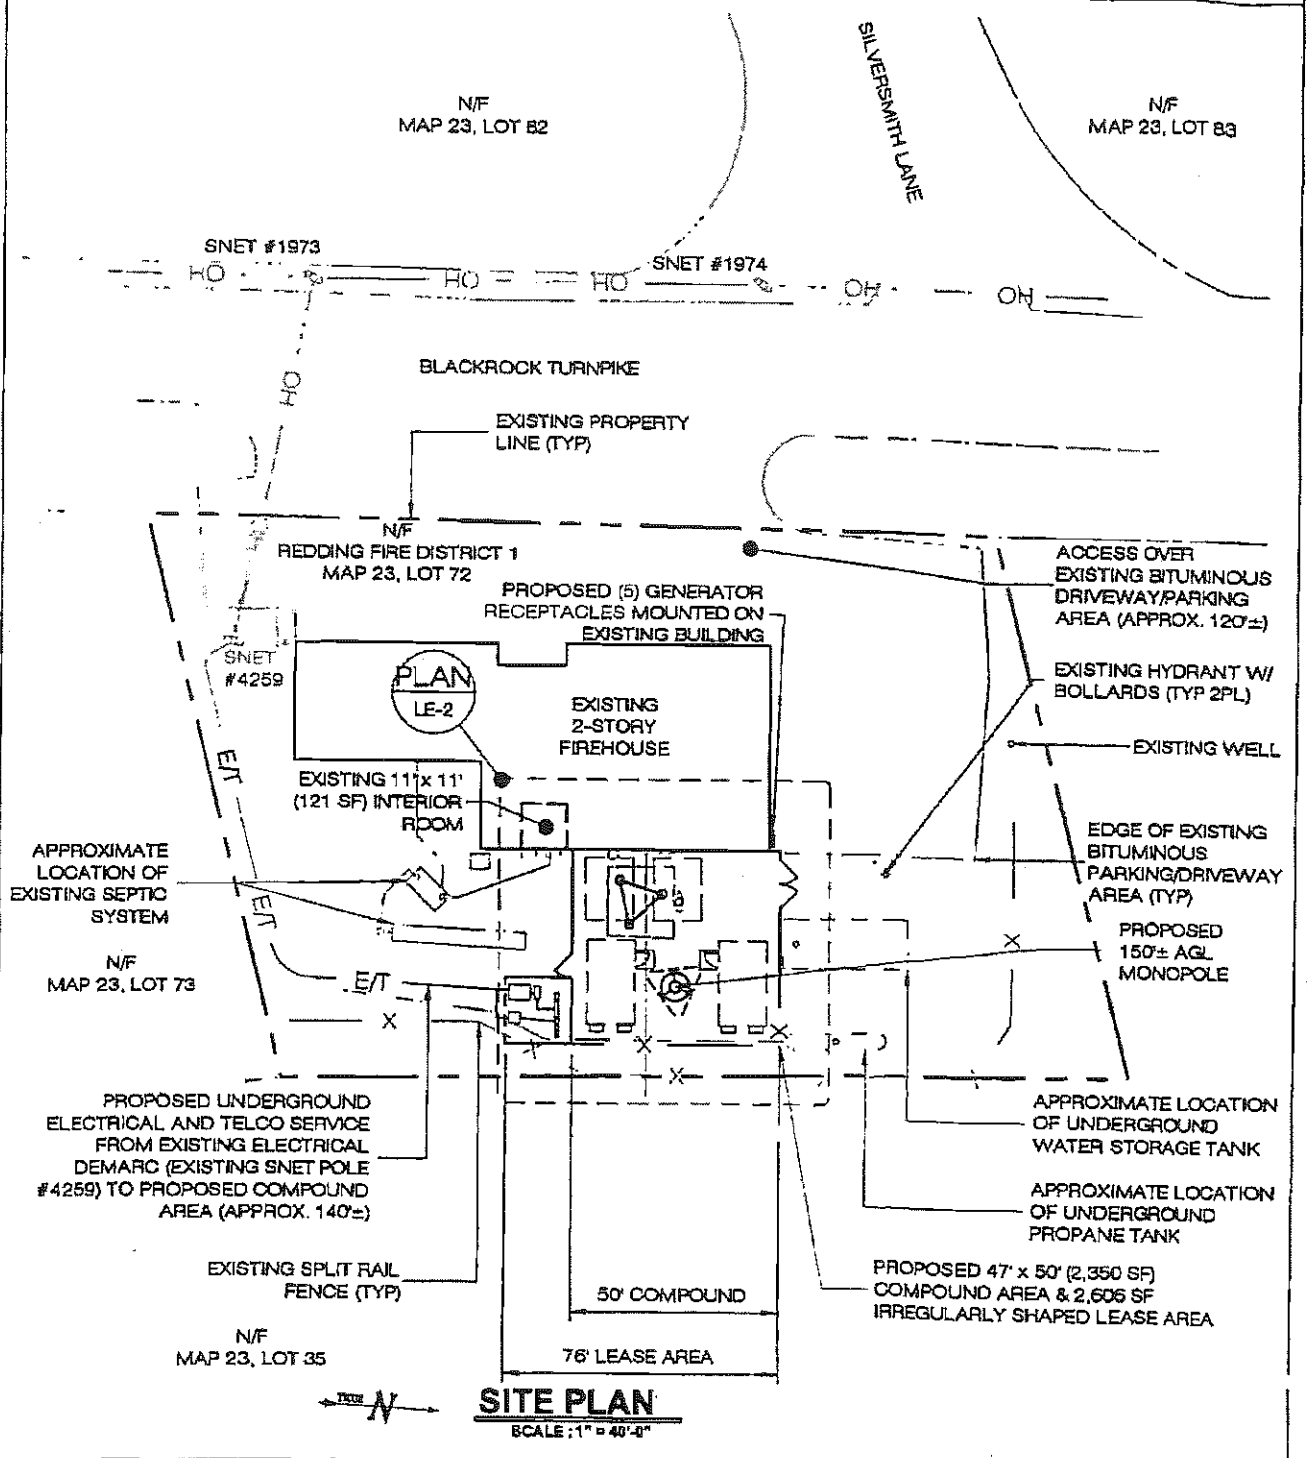 SILVERSMITH LANE
N/F
MAP 23, LOT 82
N/F
MAP 23, LOT 83
SNET #1973
SNET #1974
OH
OH
OH
OH
OH
OH
BLACKROCK TURNPIKE
EXISTING PROPERTY
LINE (TYP)
N/F
REDDING FIRE DISTRICT 1
MAP 23, LOT 72
PROPOSED (5) GENERATOR
RECEPTACLES MOUNTED ON
EXISTING BUILDING
ACCESS OVER
EXISTING BITUMINOUS
DRIVEWAY/PARKING
AREA (APPROX. 120'±)
SNET
#4259
PLAN
LE-2
EXISTING
2-STORY
FIREHOUSE
EXISTING HYDRANT W/
BOLLARDS (TYP 2PL)
EXISTING WELL
E/T
EXISTING 11' x 11'
(121 SF) INTERIOR
ROOM
APPROXIMATE
LOCATION OF
EXISTING SEPTIC
SYSTEM
EDGE OF EXISTING
BITUMINOUS
PARKING/DRIVEWAY
AREA (TYP)
E/T
N/F
MAP 23, LOT 73
PROPOSED
150'± AGL
MONOPOLE
E/T
X
X
X
X
X
PROPOSED UNDERGROUND
ELECTRICAL AND TELCO SERVICE
FROM EXISTING ELECTRICAL
DEMARC (EXISTING SNET POLE
#4259) TO PROPOSED COMPOUND
AREA (APPROX. 140'±)
APPROXIMATE LOCATION
OF UNDERGROUND
WATER STORAGE TANK
APPROXIMATE LOCATION
OF UNDERGROUND
PROPANE TANK
EXISTING SPLIT RAIL
FENCE (TYP)
50' COMPOUND
PROPOSED 47' x 50' (2,350 SF)
COMPOUND AREA & 2,606 SF
IRREGULARLY SHAPED LEASE AREA
N/F
MAP 23, LOT 35
76' LEASE AREA
TRUE N
SITE PLAN
SCALE : 1" = 40'-0"